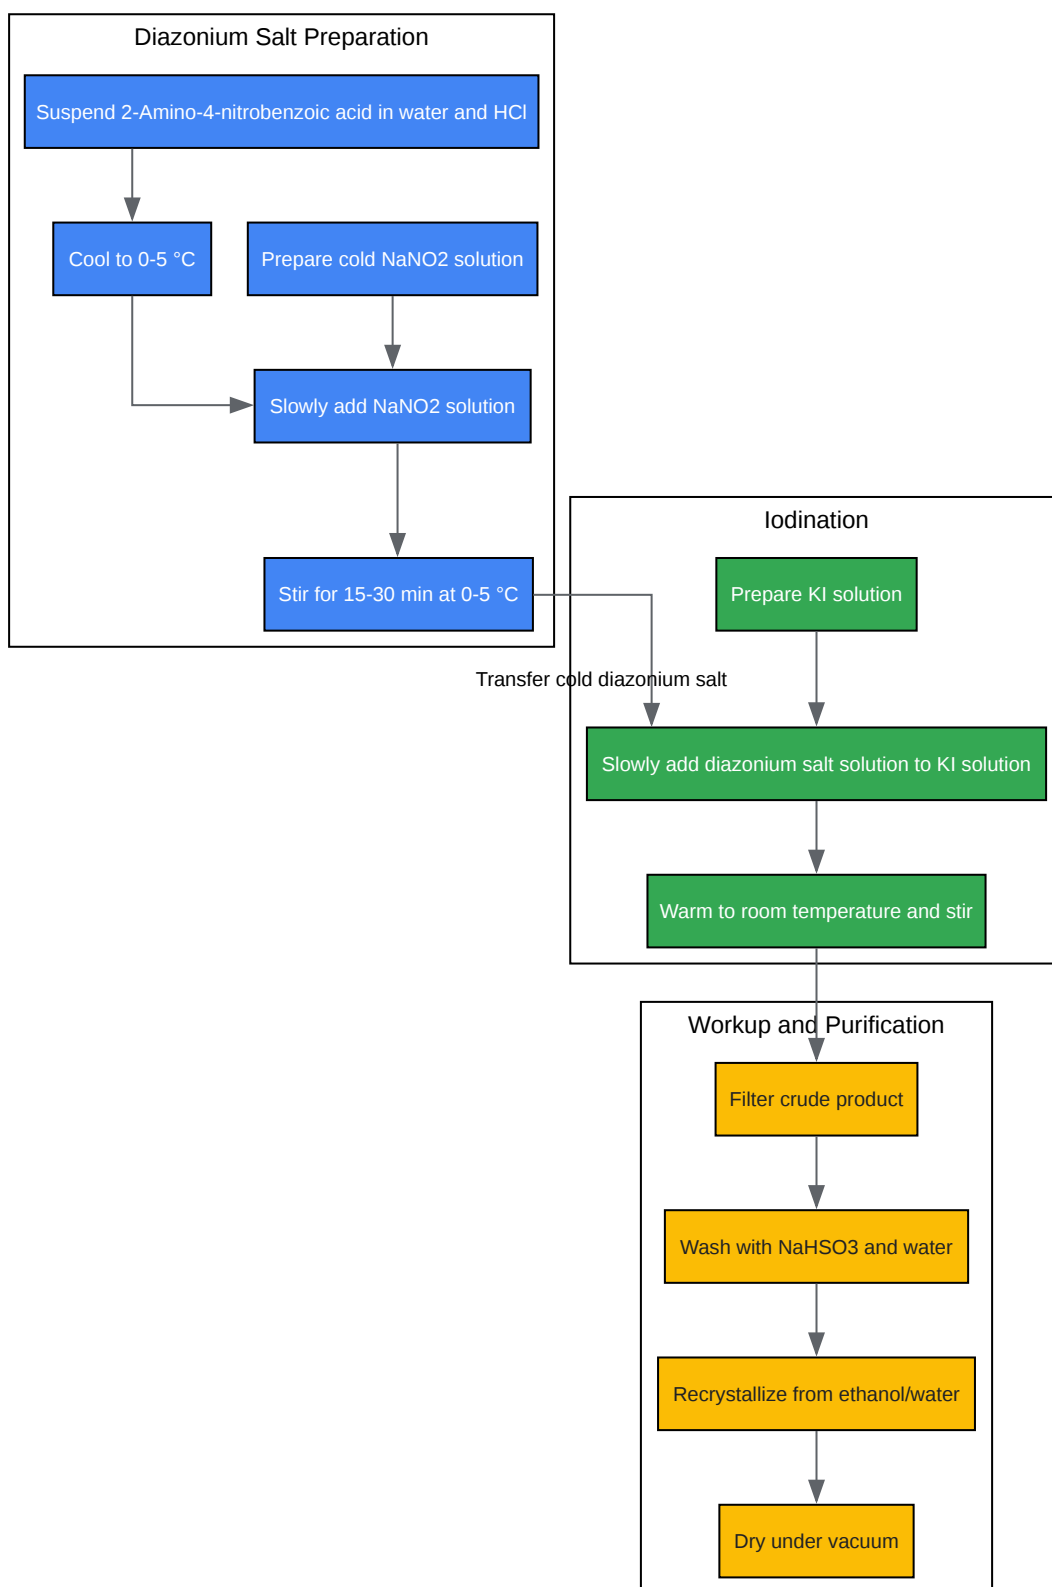 Diazonium Salt Preparation
Suspend 2-Amino-4-nitrobenzoic acid in water and HCl
Cool to 0-5 °C
Prepare cold NaNO2 solution
Slowly add NaNO2 solution
Stir for 15-30 min at 0-5 °C
Iodination
Prepare KI solution
Transfer cold diazonium salt
Slowly add diazonium salt solution to KI solution
Warm to room temperature and stir
Workup and Purification
Filter crude product
Wash with NaHSO3 and water
Recrystallize from ethanol/water
Dry under vacuum